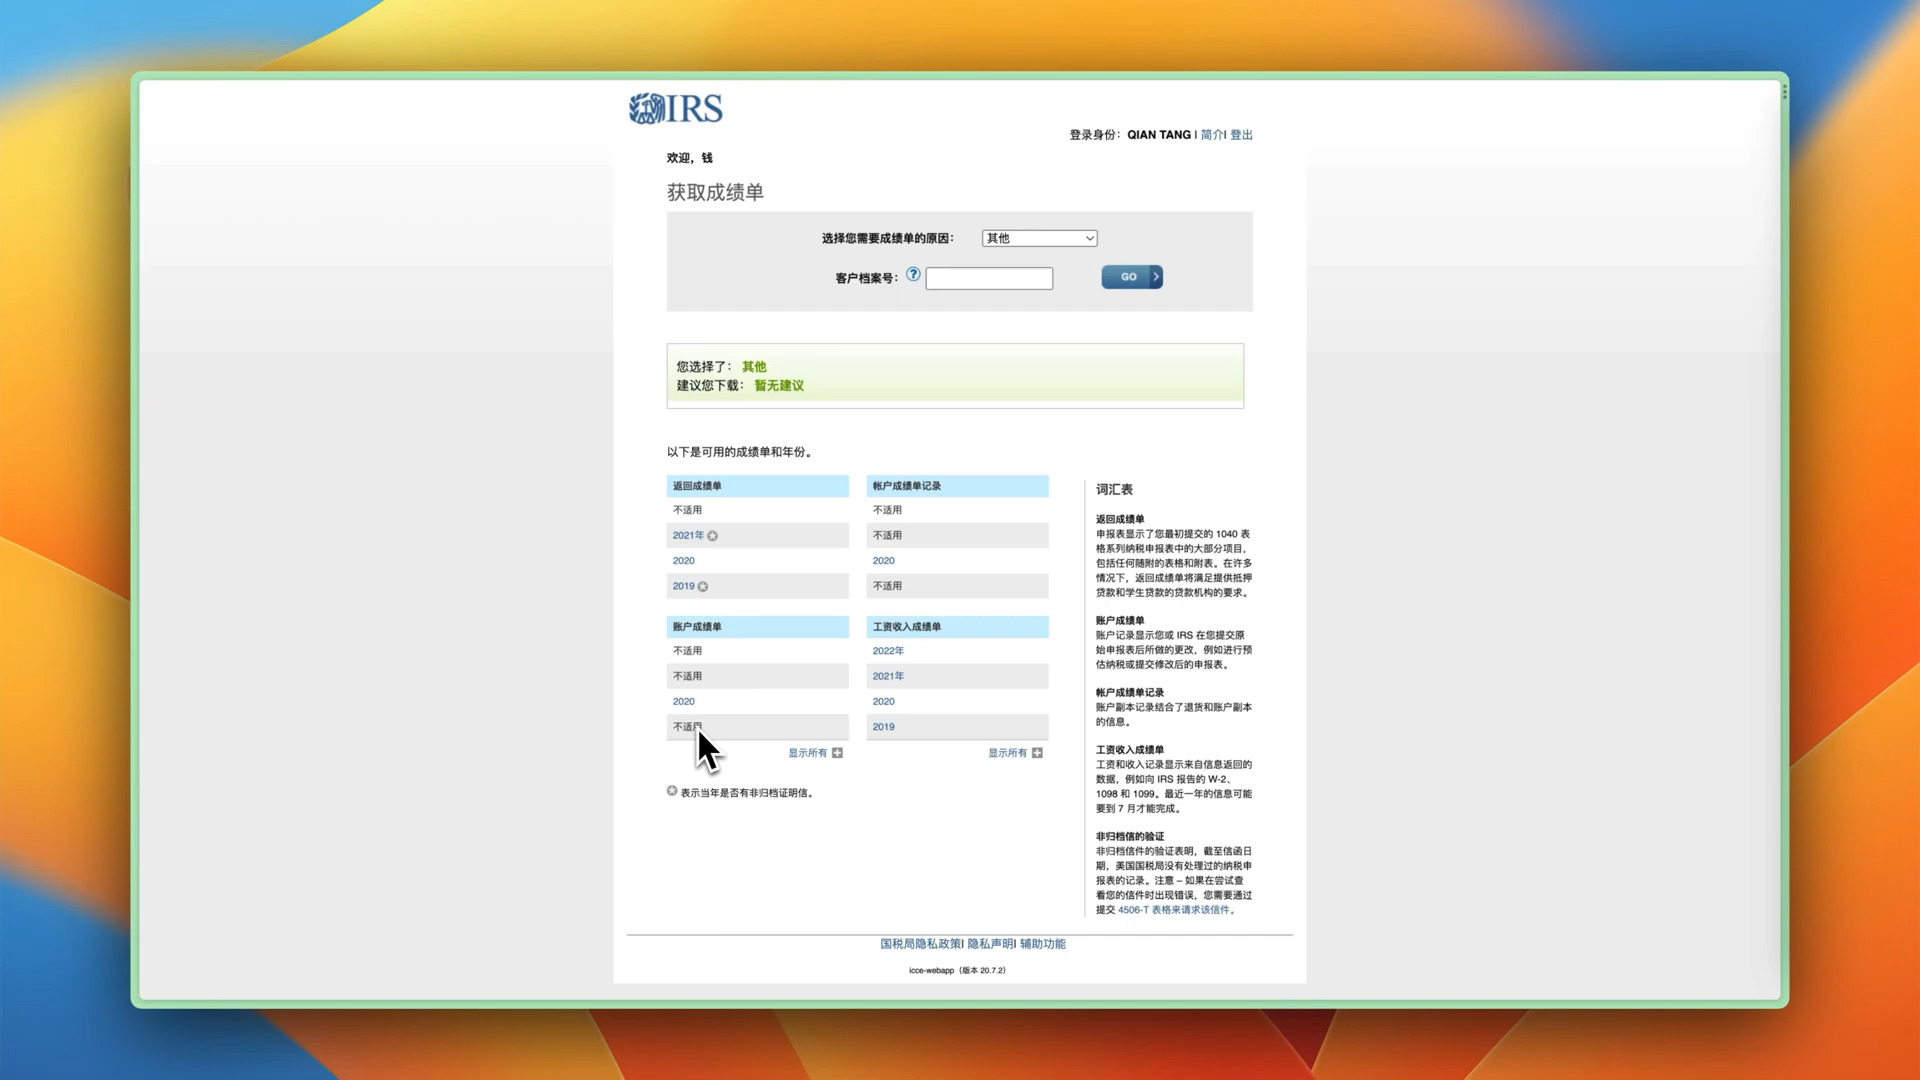 IRS
登录身份： QIAN TANG | 简介| 登出
欢迎，钱
获取成绩单
选择您需要成绩单的原因： 其他
客户档案号： ? GO
您选择了： 其他
建议您下载： 暂无建议
以下是可用的成绩单和年份。
返回成绩单
不适用
2021年
2020
2019
帐户成绩单记录
不适用
不适用
2020
不适用
账户成绩单
不适用
不适用
2020
不适用
显示所有
工资收入成绩单
2022年
2021年
2020
2019
显示所有
表示当年是否有非归档证明信。
词汇表
返回成绩单
申报表显示了您最初提交的 1040 表
格系列纳税申报表中的大部分项目，
包括任何随附的表格和附表。在许多
情况下，返回成绩单将满足提供抵押
贷款和学生贷款的贷款机构的要求。
账户成绩单
账户记录显示您或 IRS 在您提交原
始申报表后所做的更改，例如进行预
估纳税或提交修改后的申报表。
帐户成绩单记录
账户副本记录结合了退货和账户副本
的信息。
工资收入成绩单
工资和收入记录显示来自信息返回的
数据，例如向 IRS 报告的 W-2、
1098 和 1099。最近一年的信息可能
要到 7 月才能完成。
非归档信的验证
非归档信件的验证表明，截至信函日
期，美国国税局没有处理过的纳税申
报表的记录。注意 – 如果在尝试查
看您的信件时出现错误，您需要通过
提交 4506-T 表格来请求该信件。
国税局隐私政策| 隐私声明| 辅助功能
icce-webapp（版本 20.7.2）